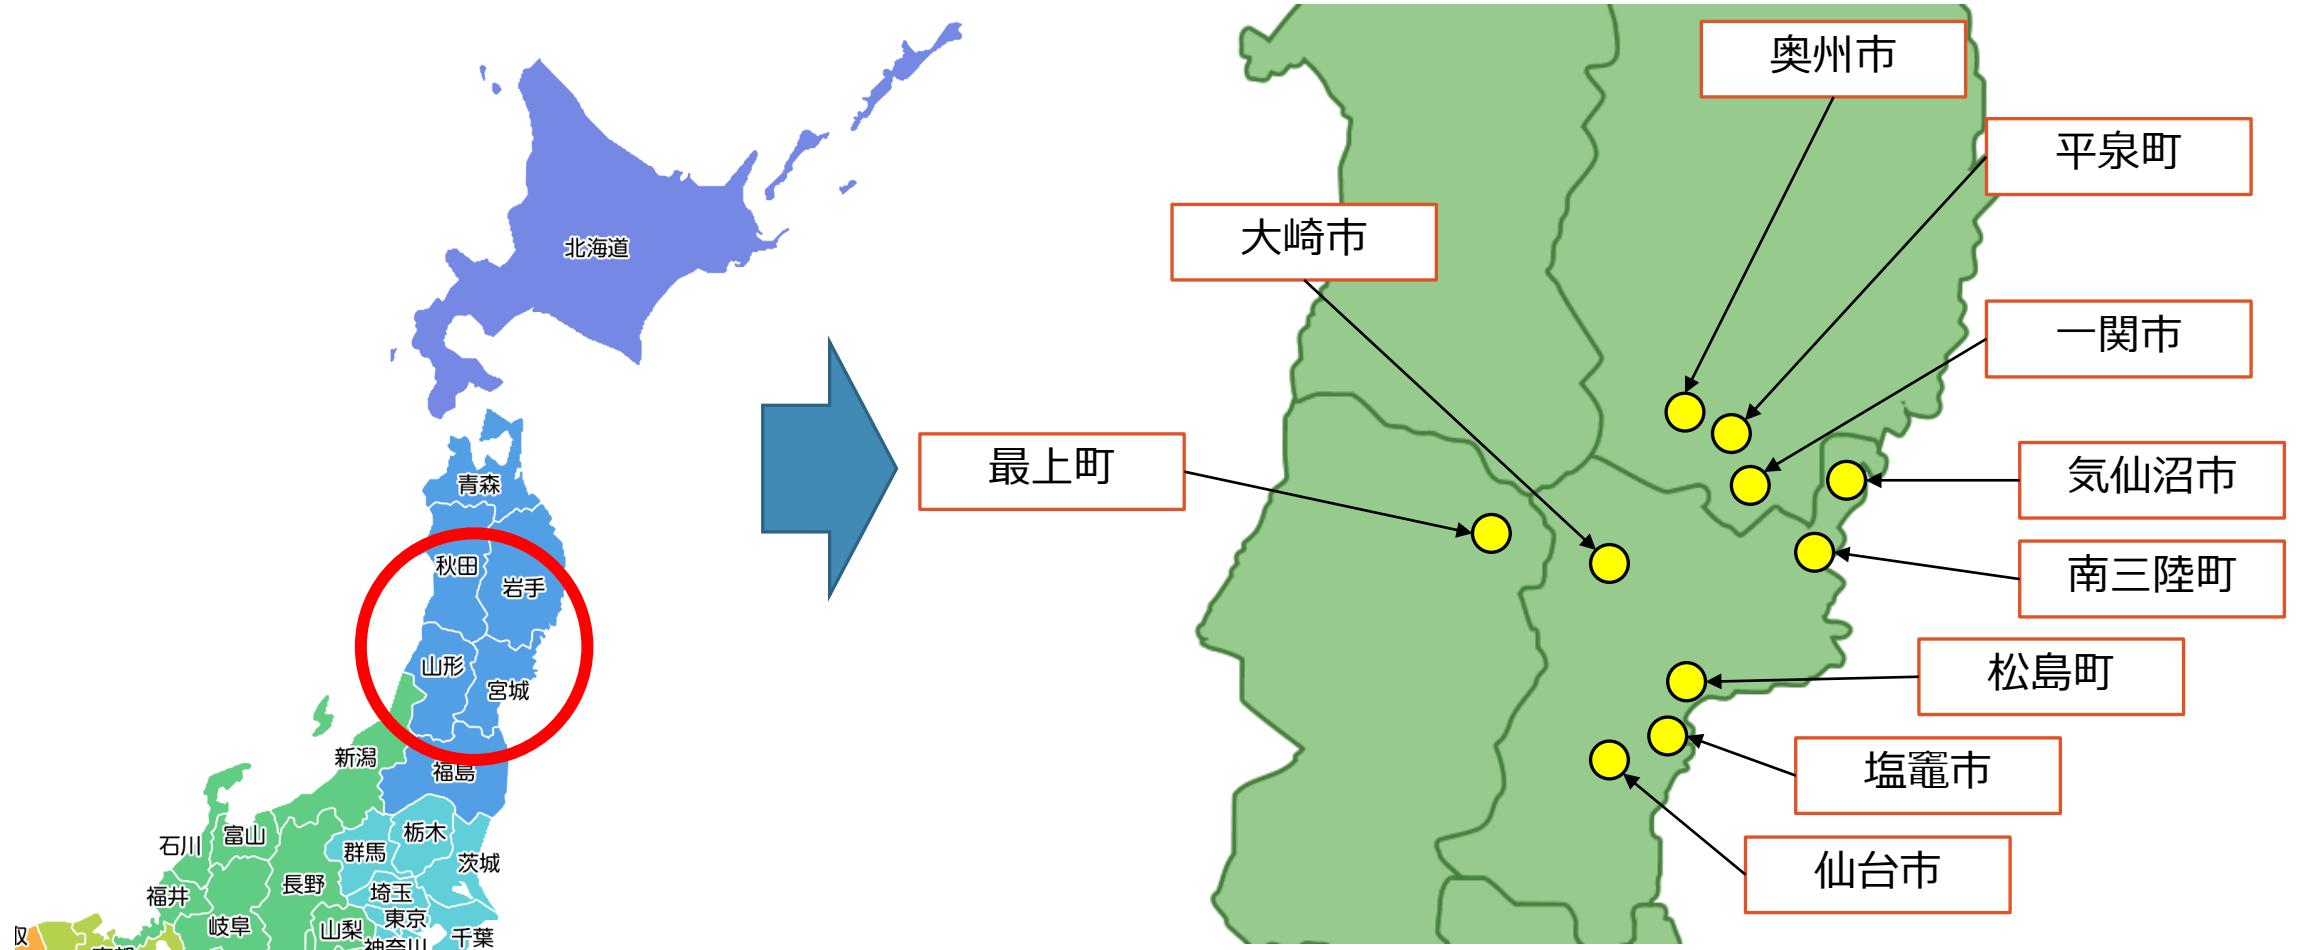 北海道
青森
秋田
岩手
山形
宮城
新潟
福島
石川
富山
栃木
群馬
茨城
長野
福井
埼玉
岐阜
東京
山梨
千葉
神奈川
奥州市
平泉町
大崎市
一関市
最上町
気仙沼市
南三陸町
松島町
塩竈市
仙台市